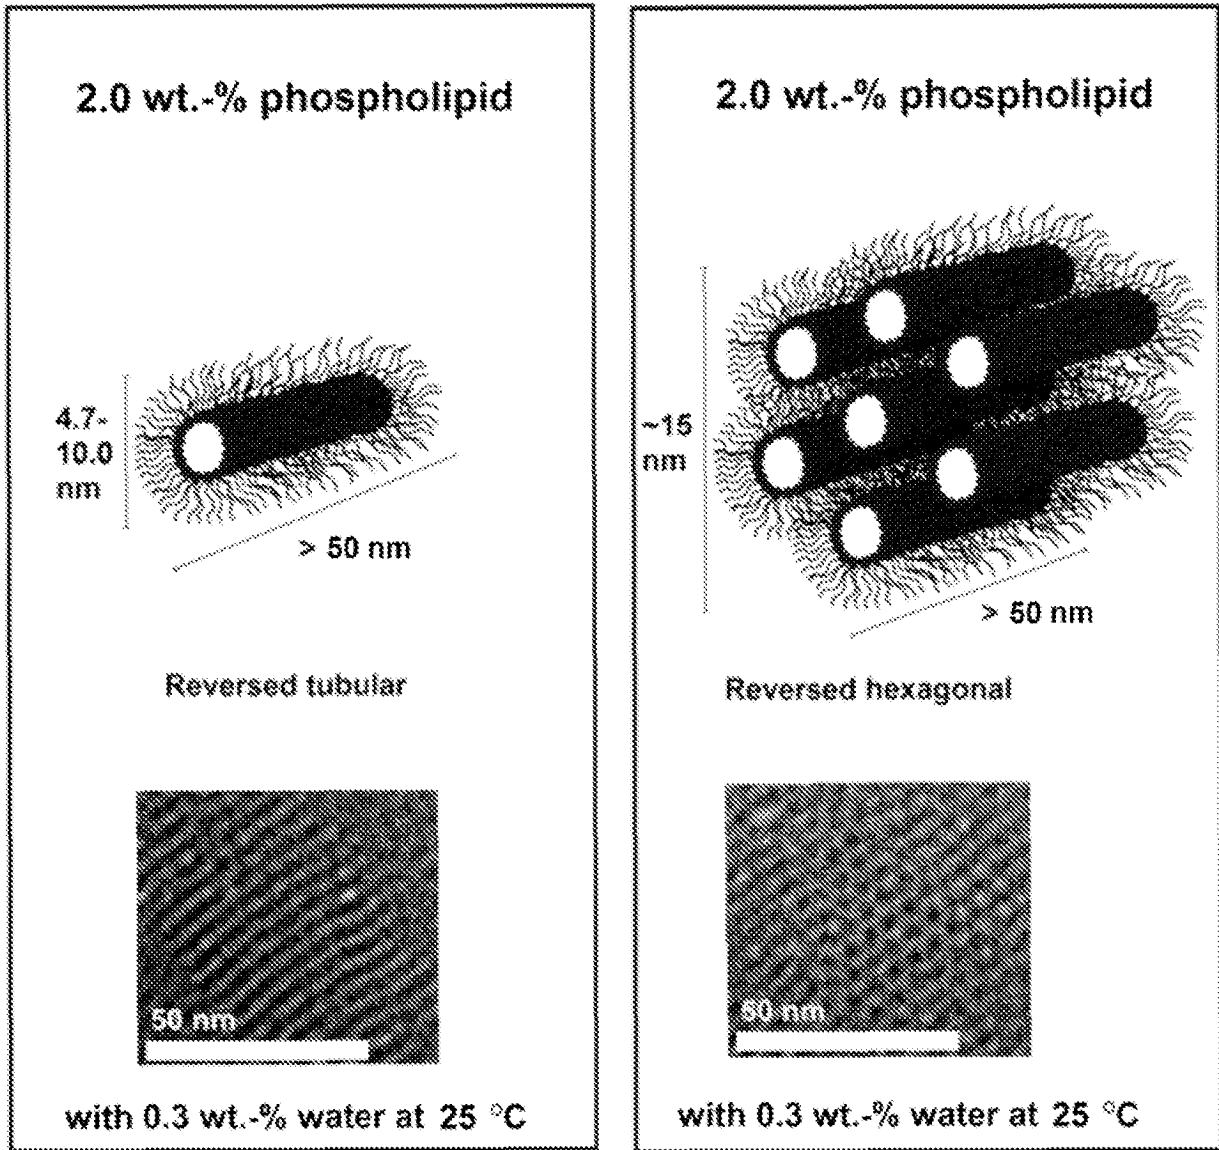 2.0 wt.-% phospholipid
4.7-
10.0
nm
> 50 nm
Reversed tubular
50 nm
with 0.3 wt.-% water at 25 °C
2.0 wt.-% phospholipid
~15
nm
> 50 nm
Reversed hexagonal
50 nm
with 0.3 wt.-% water at 25 °C